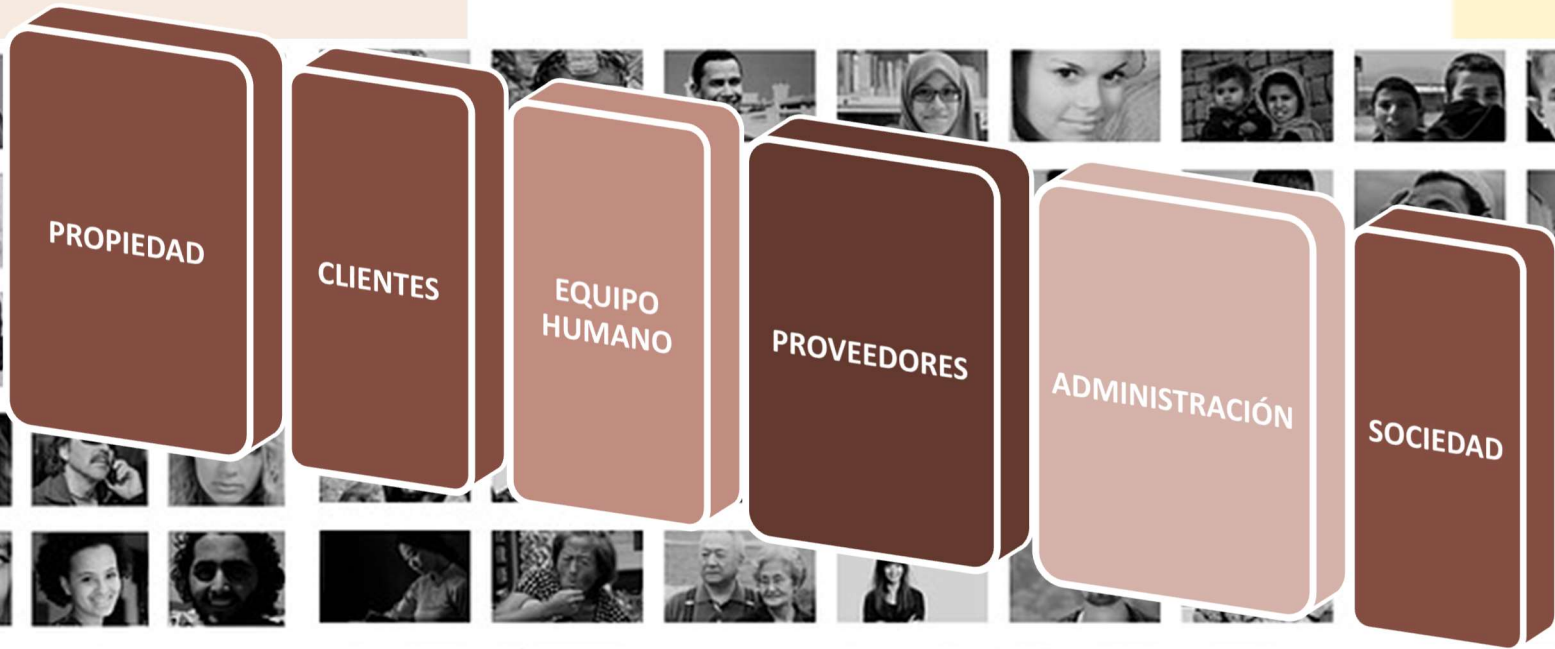 PROPIEDAD
CLIENTES
EQUIPO
HUMANO
PROVEEDORES
ADMINISTRACIÓN
SOCIEDAD